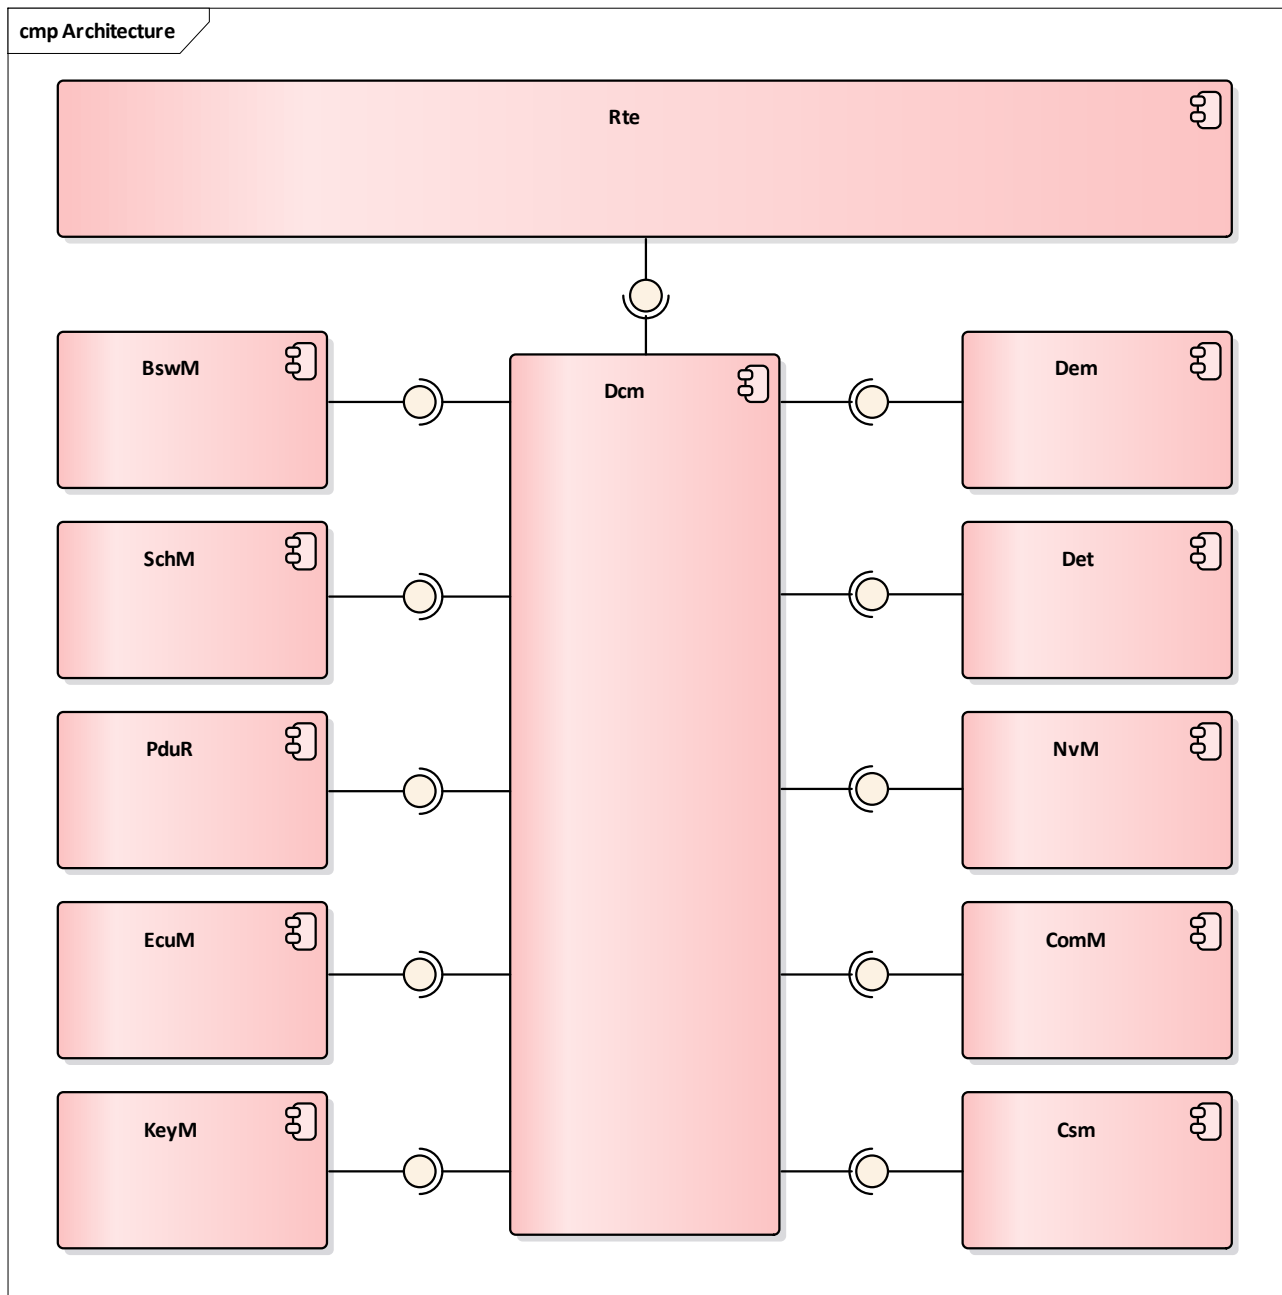 cmp Architecture
Rte
BswM
Dcm
Dem
SchM
Det
PduR
NvM
EcuM
ComM
KeyM
Csm